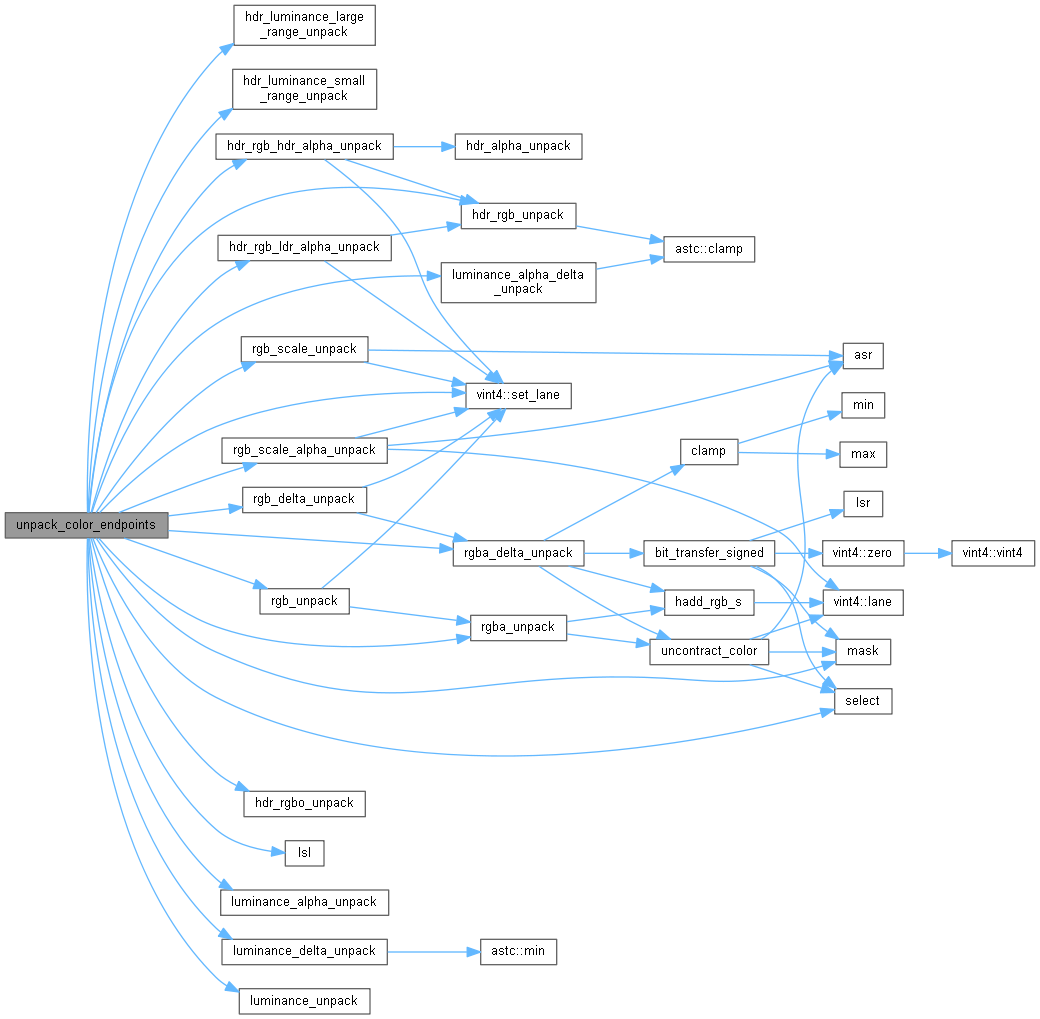 hdr_luminance_large
_range_unpack
hdr_luminance_small
_range_unpack
hdr_rgb_hdr_alpha_unpack
hdr_alpha_unpack
hdr_rgb_unpack
hdr_rgb_ldr_alpha_unpack
astc::clamp
luminance_alpha_delta
_unpack
rgb_scale_unpack
asr
vint4::set_lane
min
rgb_scale_alpha_unpack
clamp
max
rgb_delta_unpack
lsr
unpack_color_endpoints
rgba_delta_unpack
bit_transfer_signed
vint4::zero
vint4::vint4
rgb_unpack
hadd_rgb_s
vint4::lane
rgba_unpack
uncontract_color
mask
select
hdr_rgbo_unpack
lsl
luminance_alpha_unpack
luminance_delta_unpack
astc::min
luminance_unpack